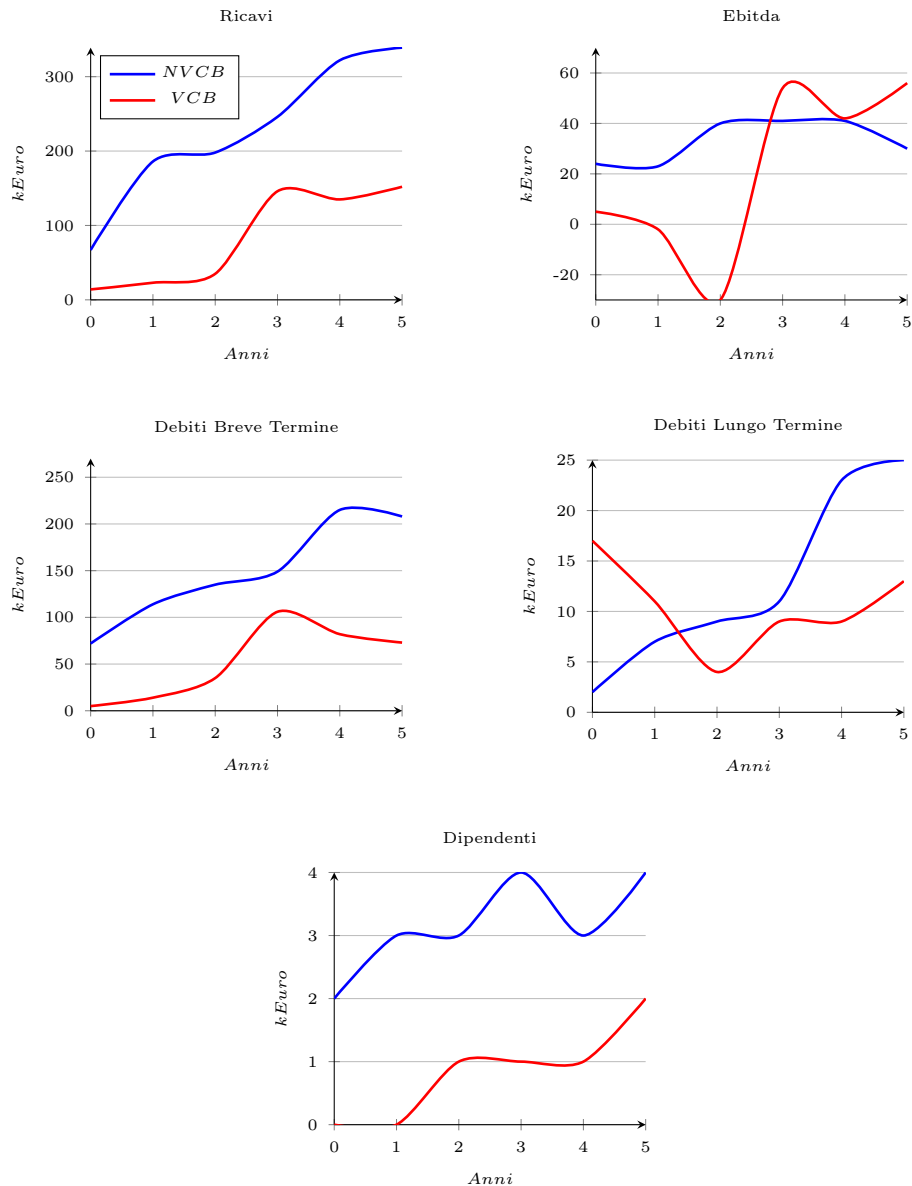 Ricavi
300
200
100
0
0 1 2 3 4 5
kEuro
Anni
NVCB
VCB
Ebitda
60
40
20
0
-20
0 1 2 3 4 5
kEuro
Anni
Debiti Breve Termine
250
200
150
100
50
0
0 1 2 3 4 5
kEuro
Anni
Debiti Lungo Termine
25
20
15
10
5
0
0 1 2 3 4 5
kEuro
Anni
Dipendenti
4
3
2
1
0
0 1 2 3 4 5
kEuro
Anni